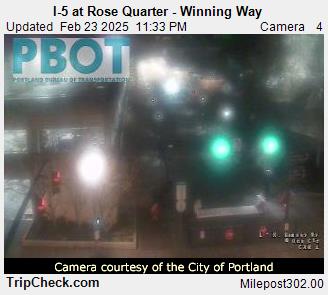 I-5 at Rose Quarter - Winning Way
Updated Feb 23 2025 11:33 PM Camera 4
PBOT
PORTLAND BUREAU OF TRANSPORTATION
Camera courtesy of the City of Portland
TripCheck.com Milepost302.00